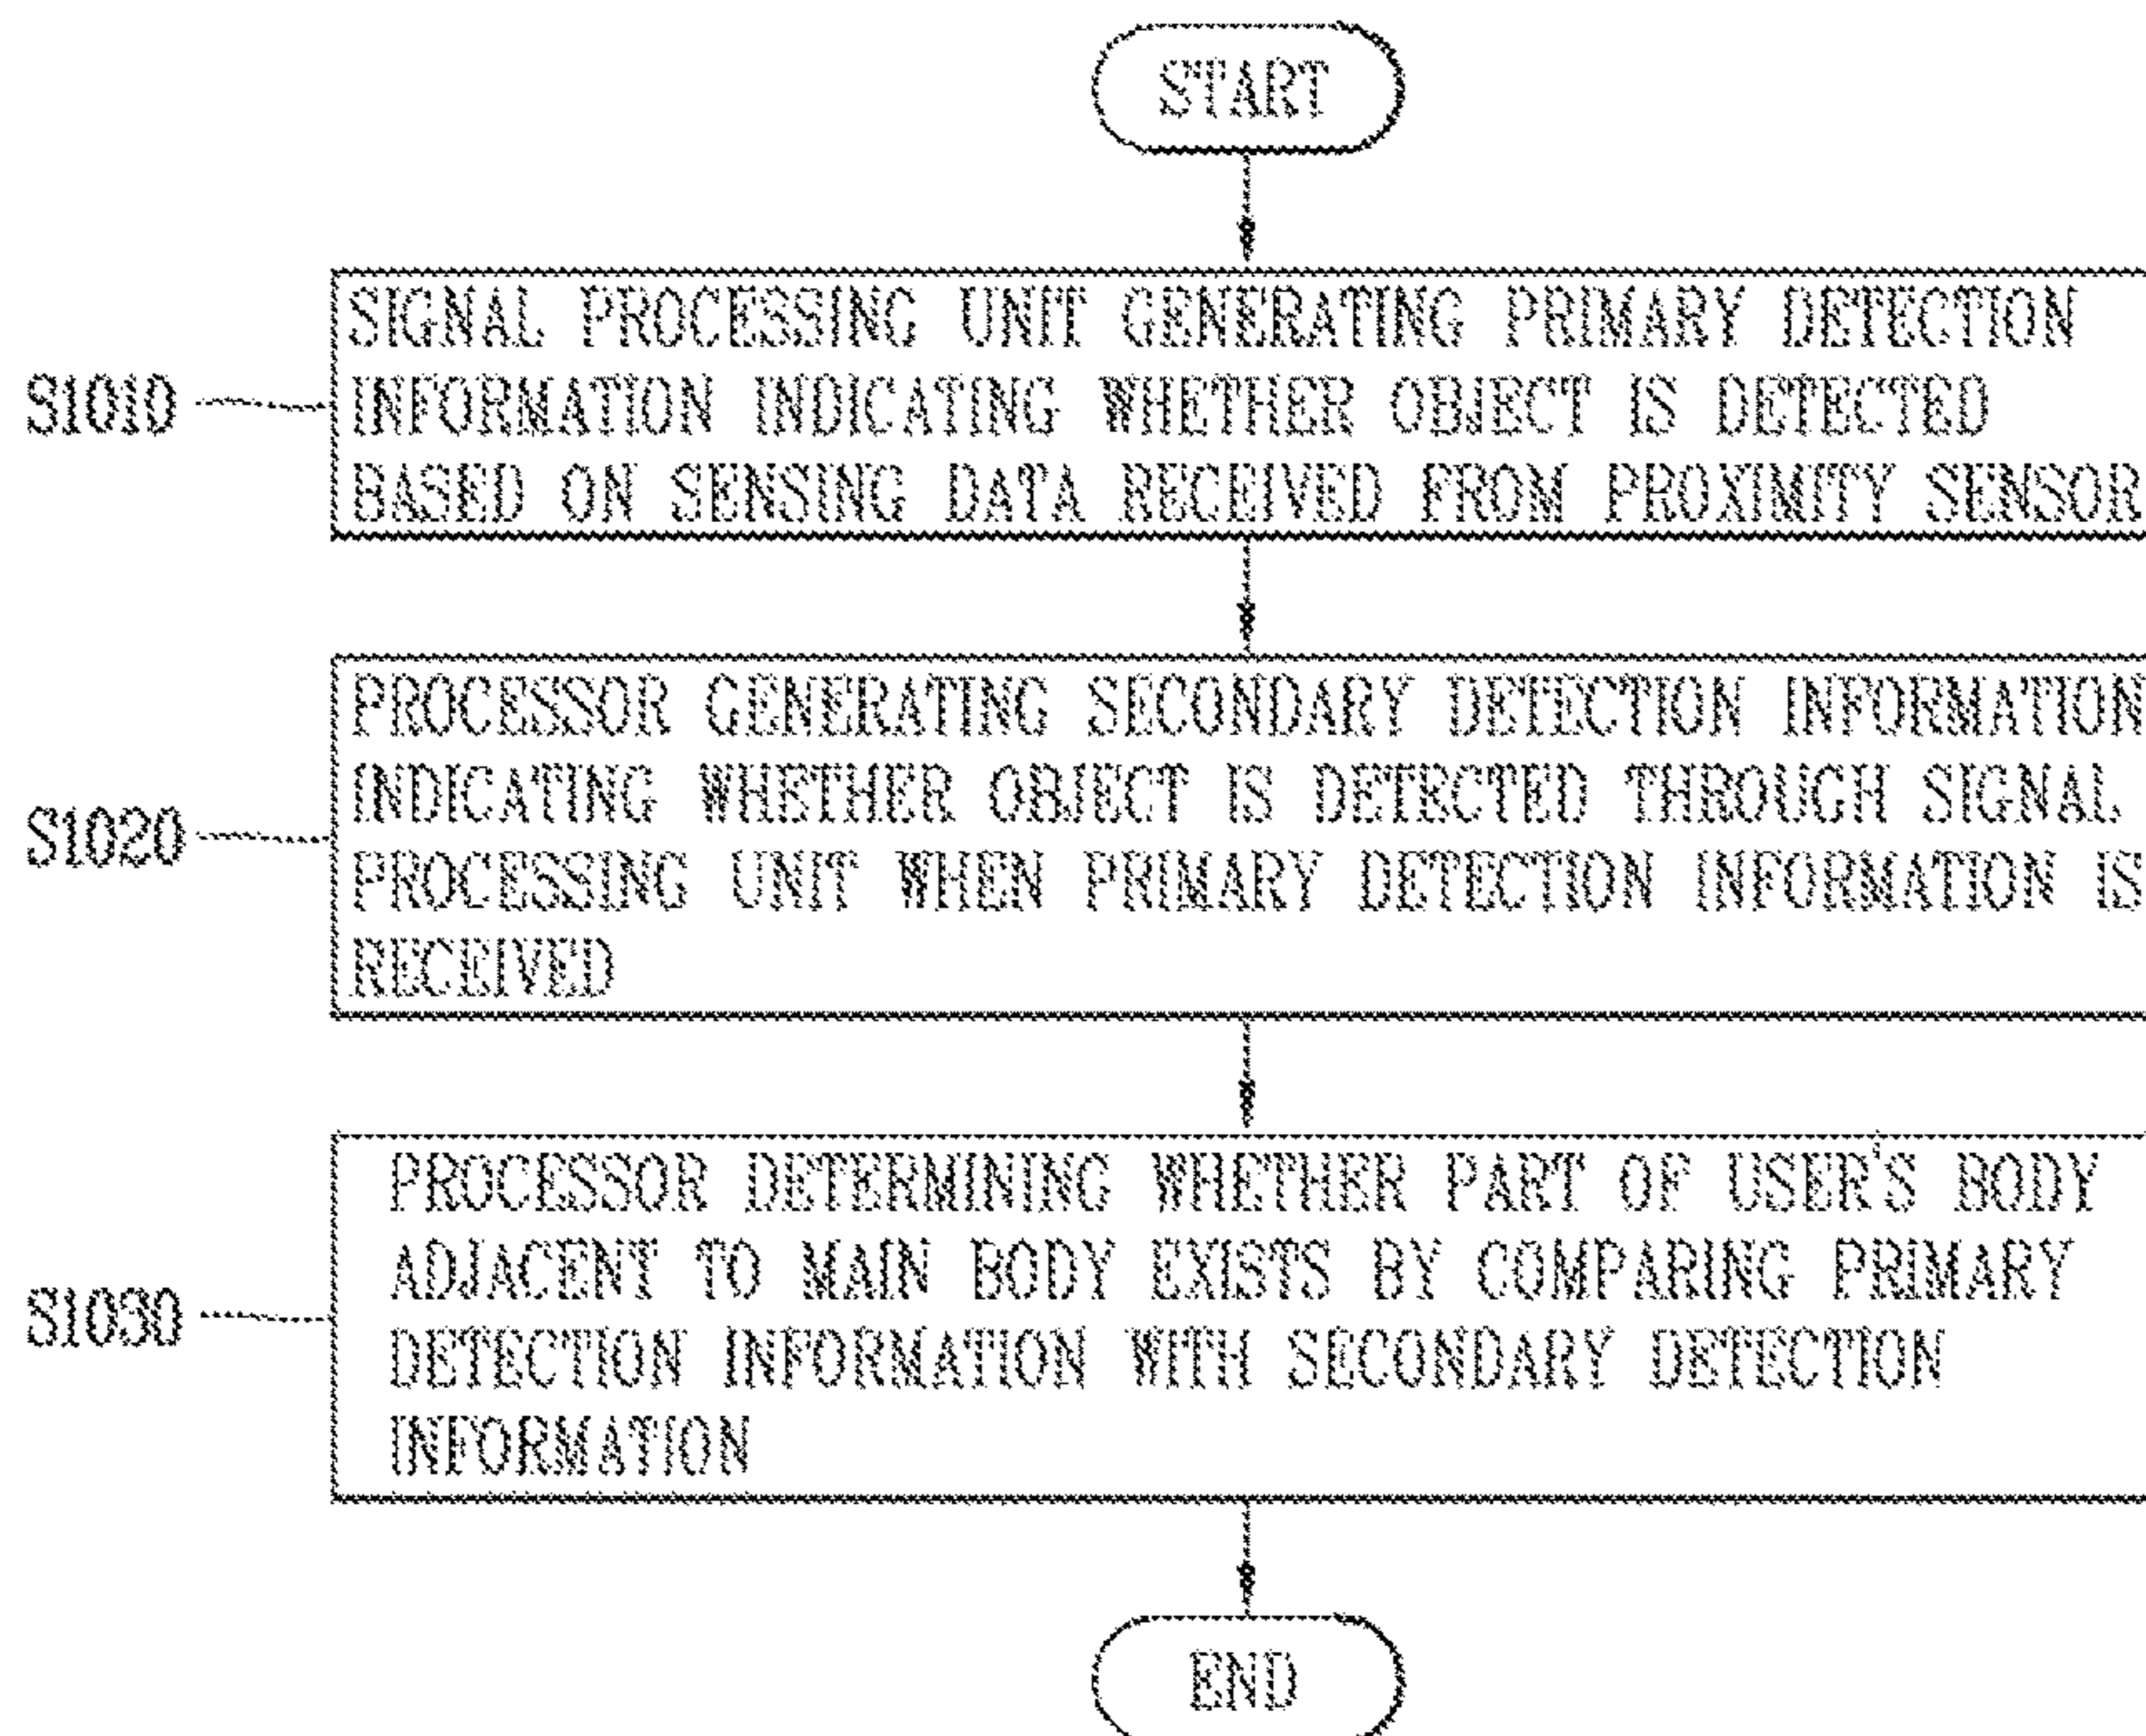 START
S1010
SIGNAL PROCESSING UNIT GENERATING PRIMARY DETECTION
INFORMATION INDICATING WHETHER OBJECT IS DETECTED
BASED ON SENSING DATA RECEIVED FROM PROXIMITY SENSOR
S1020
PROCESSOR GENERATING SECONDARY DETECTION INFORMATION
INDICATING WHETHER OBJECT IS DETECTED THROUGH SIGNAL
PROCESSING UNIT WHEN PRIMARY DETECTION INFORMATION IS
RECEIVED
S1030
PROCESSOR DETERMINING WHETHER PART OF USER'S BODY
ADJACENT TO MAIN BODY EXISTS BY COMPARING PRIMARY
DETECTION INFORMATION WITH SECONDARY DETECTION
INFORMATION
END